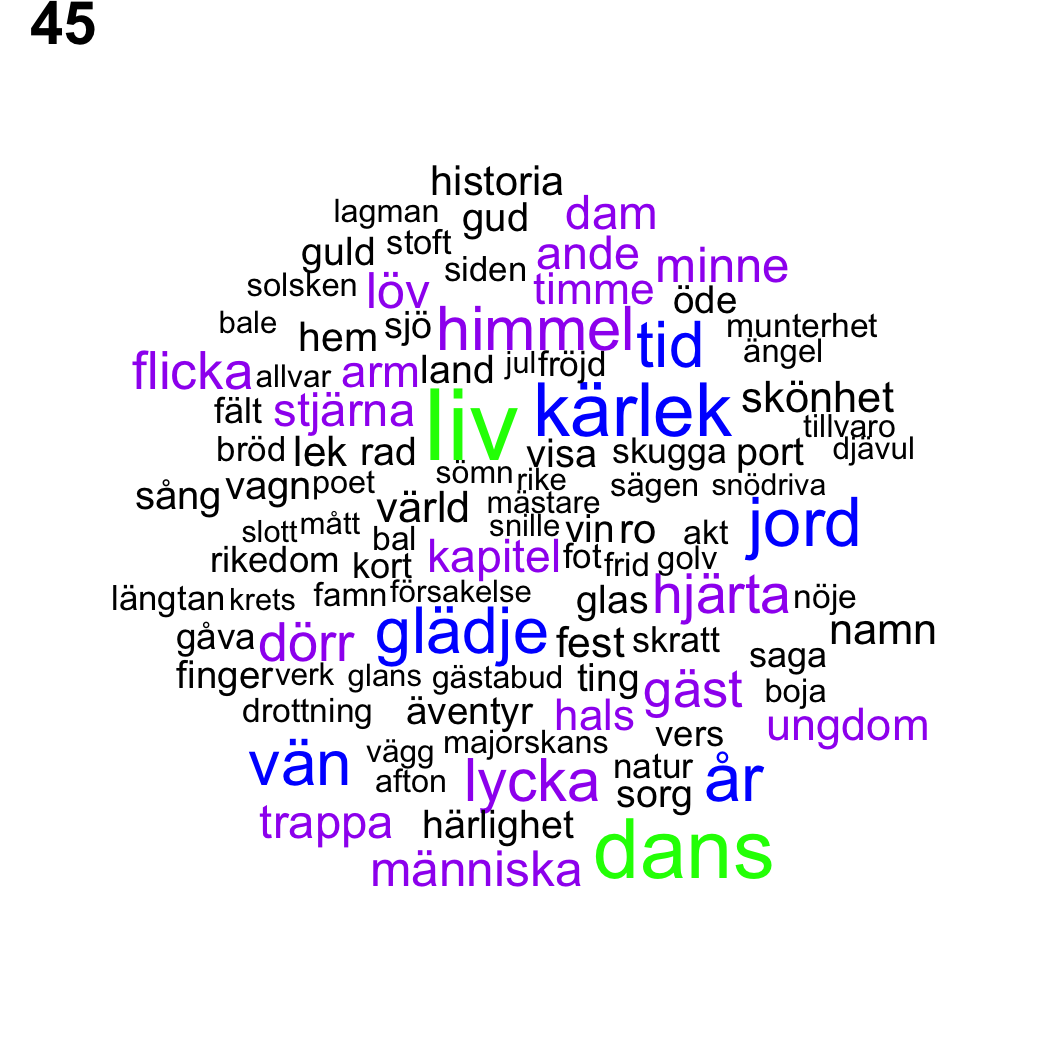 45
historia
lagman gud dam
guld stoft ande minne
solsken löv siden timme öde
bale hem sjö himmel tid munterhet
flicka allvar arm land jul fröjd ängel
fält stjärna liv kärlek skönhet
tillvaro
bröd lek rad visa skugga port djävul
sång vagn poet sömn rike sägen snödriva
värld mästare jord
slott mått bal snille vin ro akt
rikedom kort kapitel fot frid golv
längtan krets famn försakelse glas hjärta nöje
gåva dörr glädje fest skratt namn
saga
finger verk glans gästabud ting gäst boja
drottning äventyr hals vers ungdom
vän vägg majorskans natur år
afton lycka sorg
trappa härlighet dans
människa